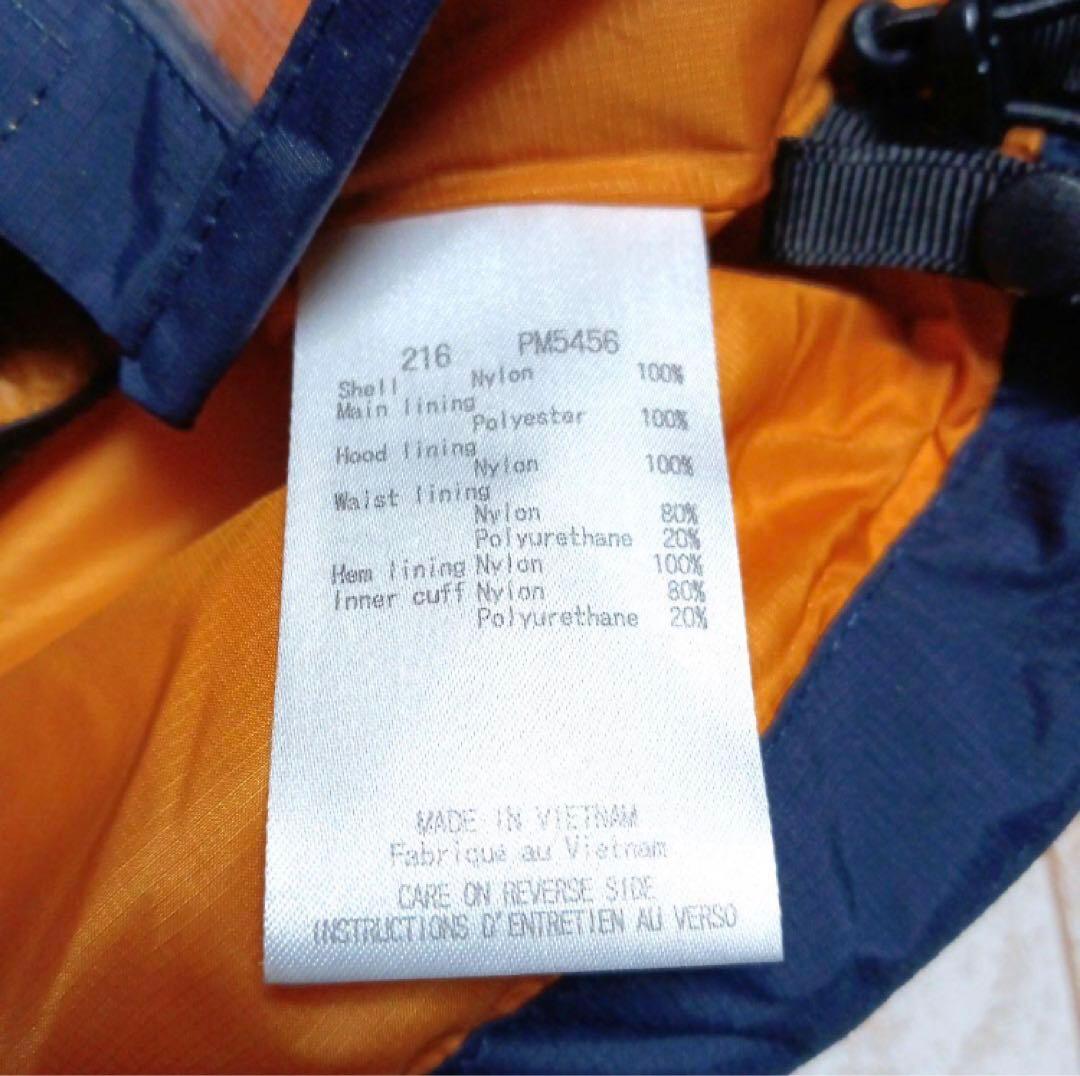 216 PM5456
Shell Nylon 100%
Main lining
Polyester 100%
Hood lining
Nylon 100%
Waist lining
Nylon 80%
Polyurethane 20%
Hem lining Nylon 100%
Inner cuff Nylon 80%
Polyurethane 20%
MADE IN VIETNAM
Fabrique au Vietnam
CARE ON REVERSE SIDE
INSTRUCTIONS D'ENTRETIEN AU VERSO